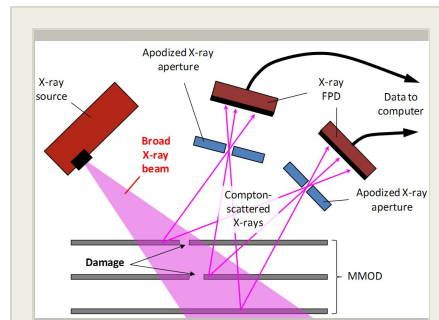 Apodized X-ray
aperture
X-ray
source
X-ray
FPD
Data to
computer
Broad
X-ray
beam
Compton-
scattered
X-rays
Apodized X-ray
aperture
Damage
MMOD